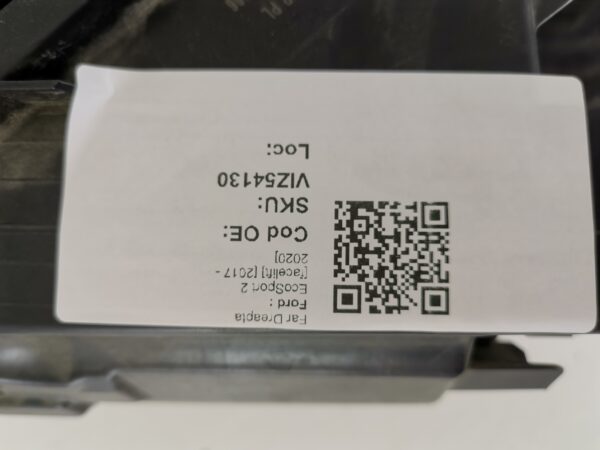 Far Dreapta
Ford :
EcoSport 2
[facelift] [2017 -
2020]
Cod OE:
SKU:
VIZ54130
Loc: